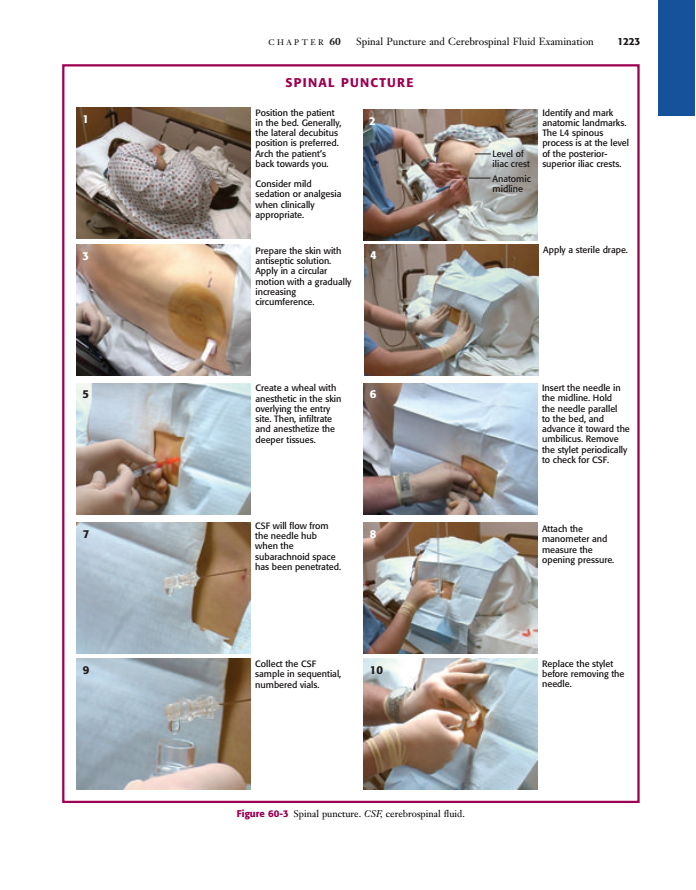 CHAPTER 60 Spinal Puncture and Cerebrospinal Fluid Examination 1223
SPINAL PUNCTURE
1
Position the patient
in the bed. Generally,
the lateral decubitus
position is preferred.
Arch the patient's
back towards you.
Consider mild
sedation or analgesia
when clinically
appropriate.
2
Level of
iliac crest
Anatomic
midline
Identify and mark
anatomic landmarks.
The L4 spinous
process is at the level
of the posterior-
superior iliac crests.
3
Prepare the skin with
antiseptic solution.
Apply in a circular
motion with a gradually
increasing
circumference.
4
Apply a sterile drape.
5
Create a wheal with
anesthetic in the skin
overlying the entry
site. Then, infiltrate
and anesthetize the
deeper tissues.
6
Insert the needle in
the midline. Hold
the needle parallel
to the bed, and
advance it toward the
umbilicus. Remove
the stylet periodically
to check for CSF.
7
CSF will flow from
the needle hub
when the
subarachnoid space
has been penetrated.
8
Attach the
manometer and
measure the
opening pressure.
9
Collect the CSF
sample in sequential,
numbered vials.
10
Replace the stylet
before removing the
needle.
Figure 60-3 Spinal puncture. CSF, cerebrospinal fluid.